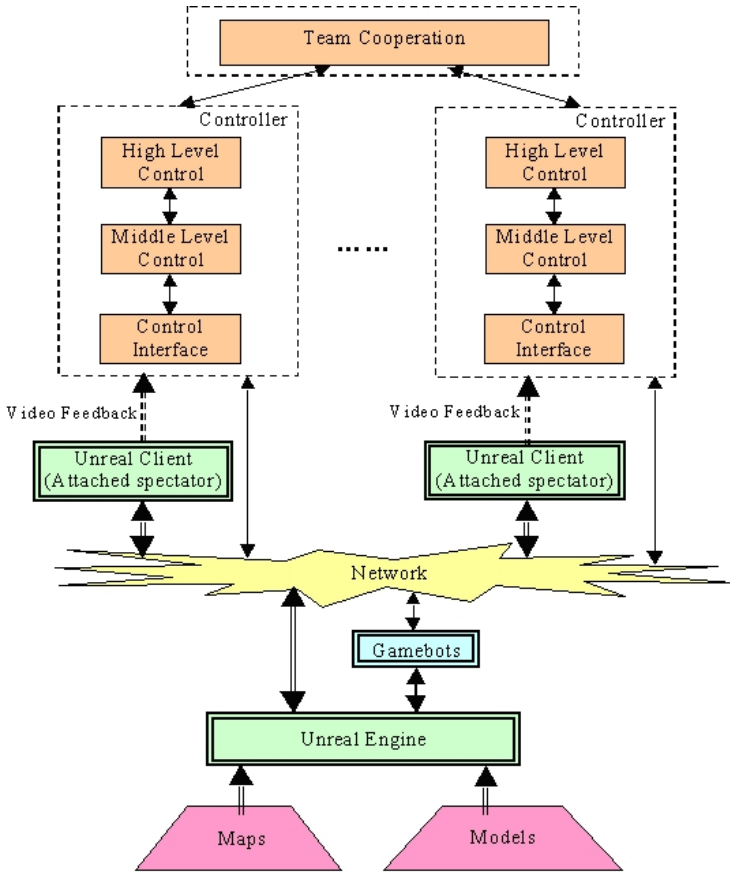 Team Cooperation
Controller
High Level
Control
Middle Level
Control
Control
Interface
……
Controller
High Level
Control
Middle Level
Control
Control
Interface
Video Feedback
Unreal Client
(Attached spectator)
Video Feedback
Unreal Client
(Attached spectator)
Network
Gamebots
Unreal Engine
Maps
Models